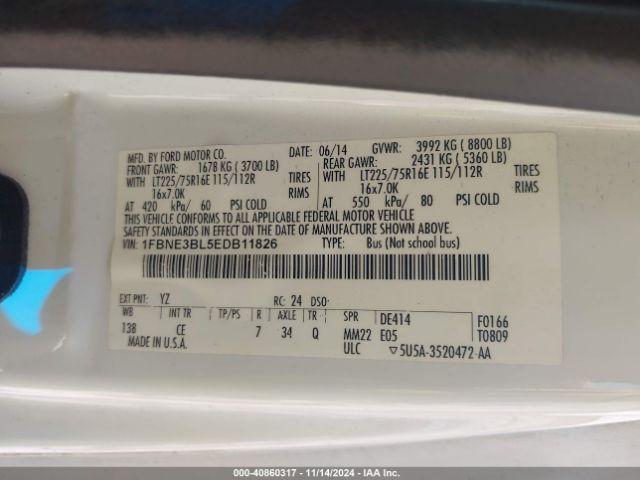 MFD. BY FORD MOTOR CO. DATE: 06/14 GVWR: 3992 KG ( 8800 LB)
FRONT GAWR: 1678 KG ( 3700 LB) REAR GAWR: 2431 KG ( 5360 LB)
WITH LT225/75R16E 115/112R TIRES WITH LT225/75R16E 115/112R TIRES
16x7.0K RIMS 16x7.0K RIMS
AT 420 kPa/ 60 PSI COLD AT 550 kPa/ 80 PSI COLD
THIS VEHICLE CONFORMS TO ALL APPLICABLE FEDERAL MOTOR VEHICLE
SAFETY STANDARDS IN EFFECT ON THE DATE OF MANUFACTURE SHOWN ABOVE.
VIN: 1FBNE3BL5EDB11826 TYPE: Bus (Not school bus)
EXT PNT: YZ RC: 24 DSO:
WB INT TR TP/PS R AXLE TR SPR DE414 F0166
138 CE 7 34 Q MM22 E05 T0809
MADE IN U.S.A. ULC ▽5U5A-3520472-AA
000-40860317 - 11/14/2024 - IAA Inc.